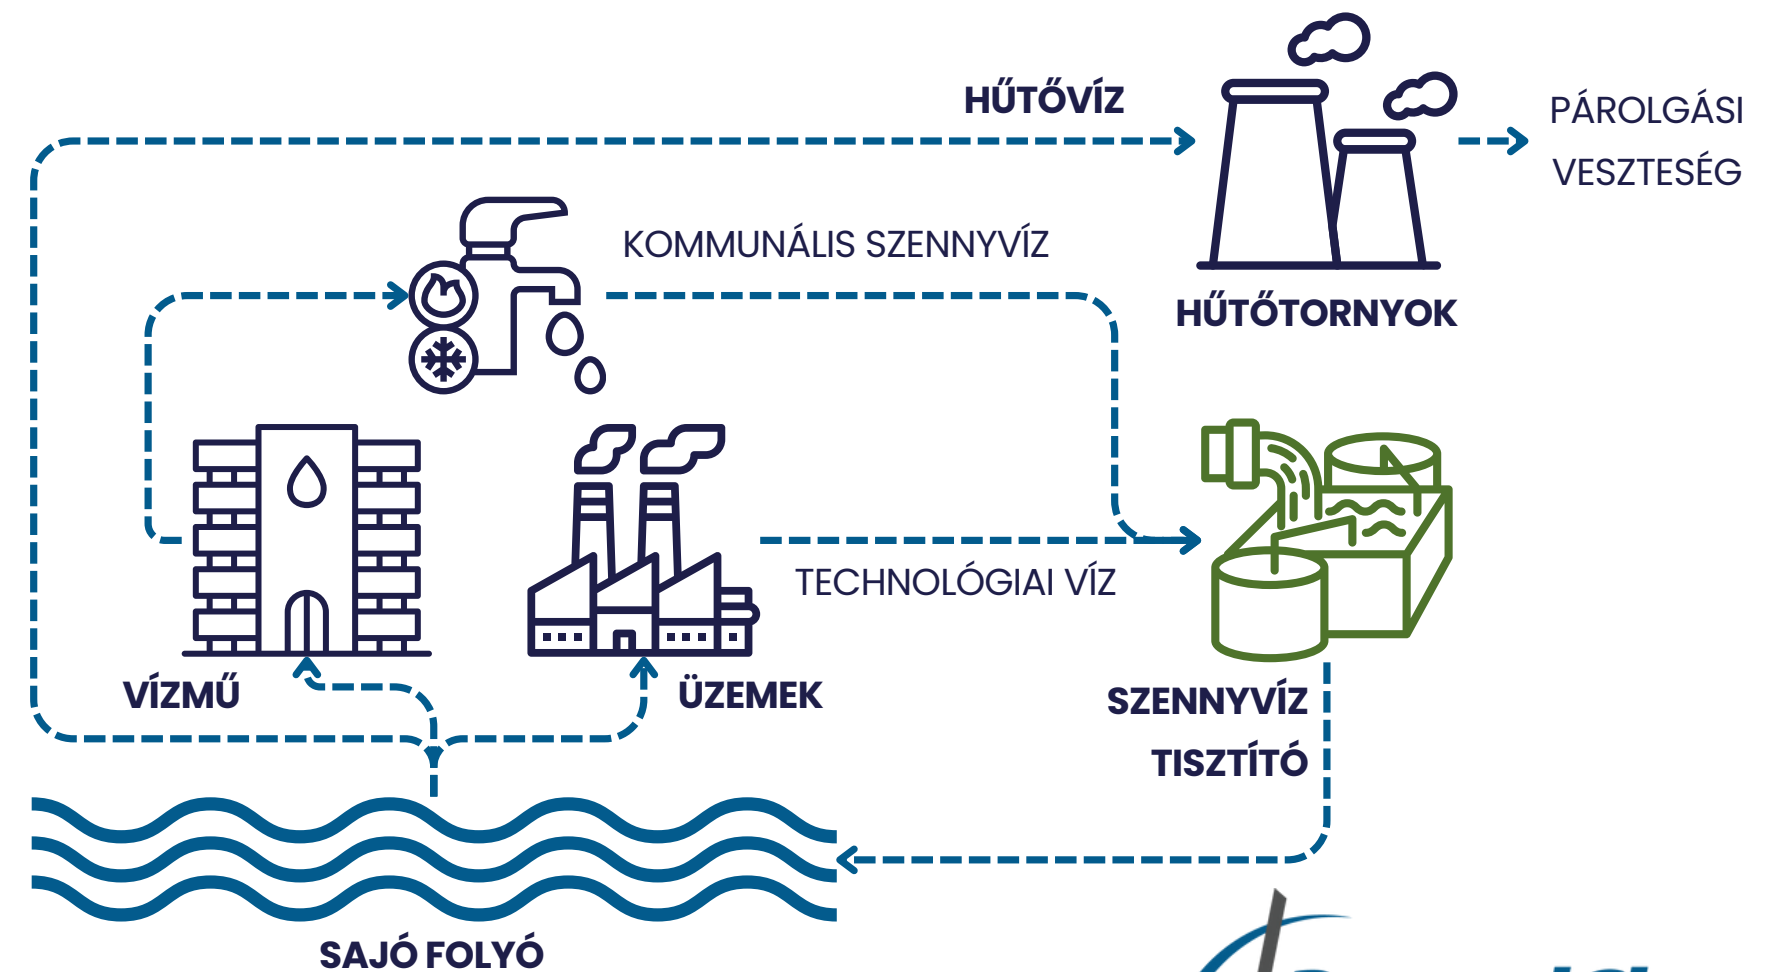 HŰTŐVÍZ
PÁROLGÁSI
VESZTESÉG
KOMMUNÁLIS SZENNYVÍZ
HŰTŐTORNYOK
TECHNOLÓGIAI VÍZ
VÍZMŰ
ÜZEMEK
SZENNYVÍZ
TISZTÍTÓ
SAJÓ FOLYÓ